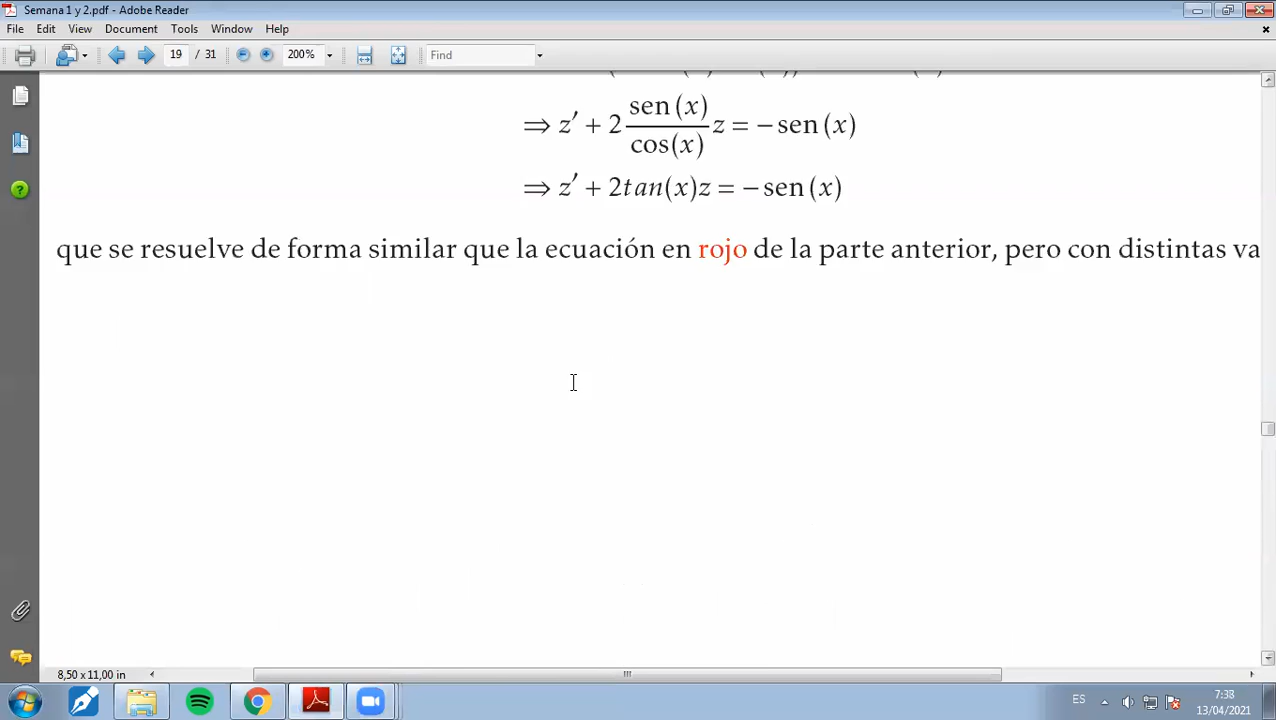 Semana 1 y 2.pdf - Adobe Reader
File Edit View Document Tools Window Help
19 / 31 200% Find
⇒ z′ + 2 sen(x)/cos(x) z = −sen(x)
⇒ z′ + 2tan(x)z = −sen(x)
que se resuelve de forma similar que la ecuación en rojo de la parte anterior, pero con distintas va
8,50 x 11,00 in
ES 7:38
13/04/2021